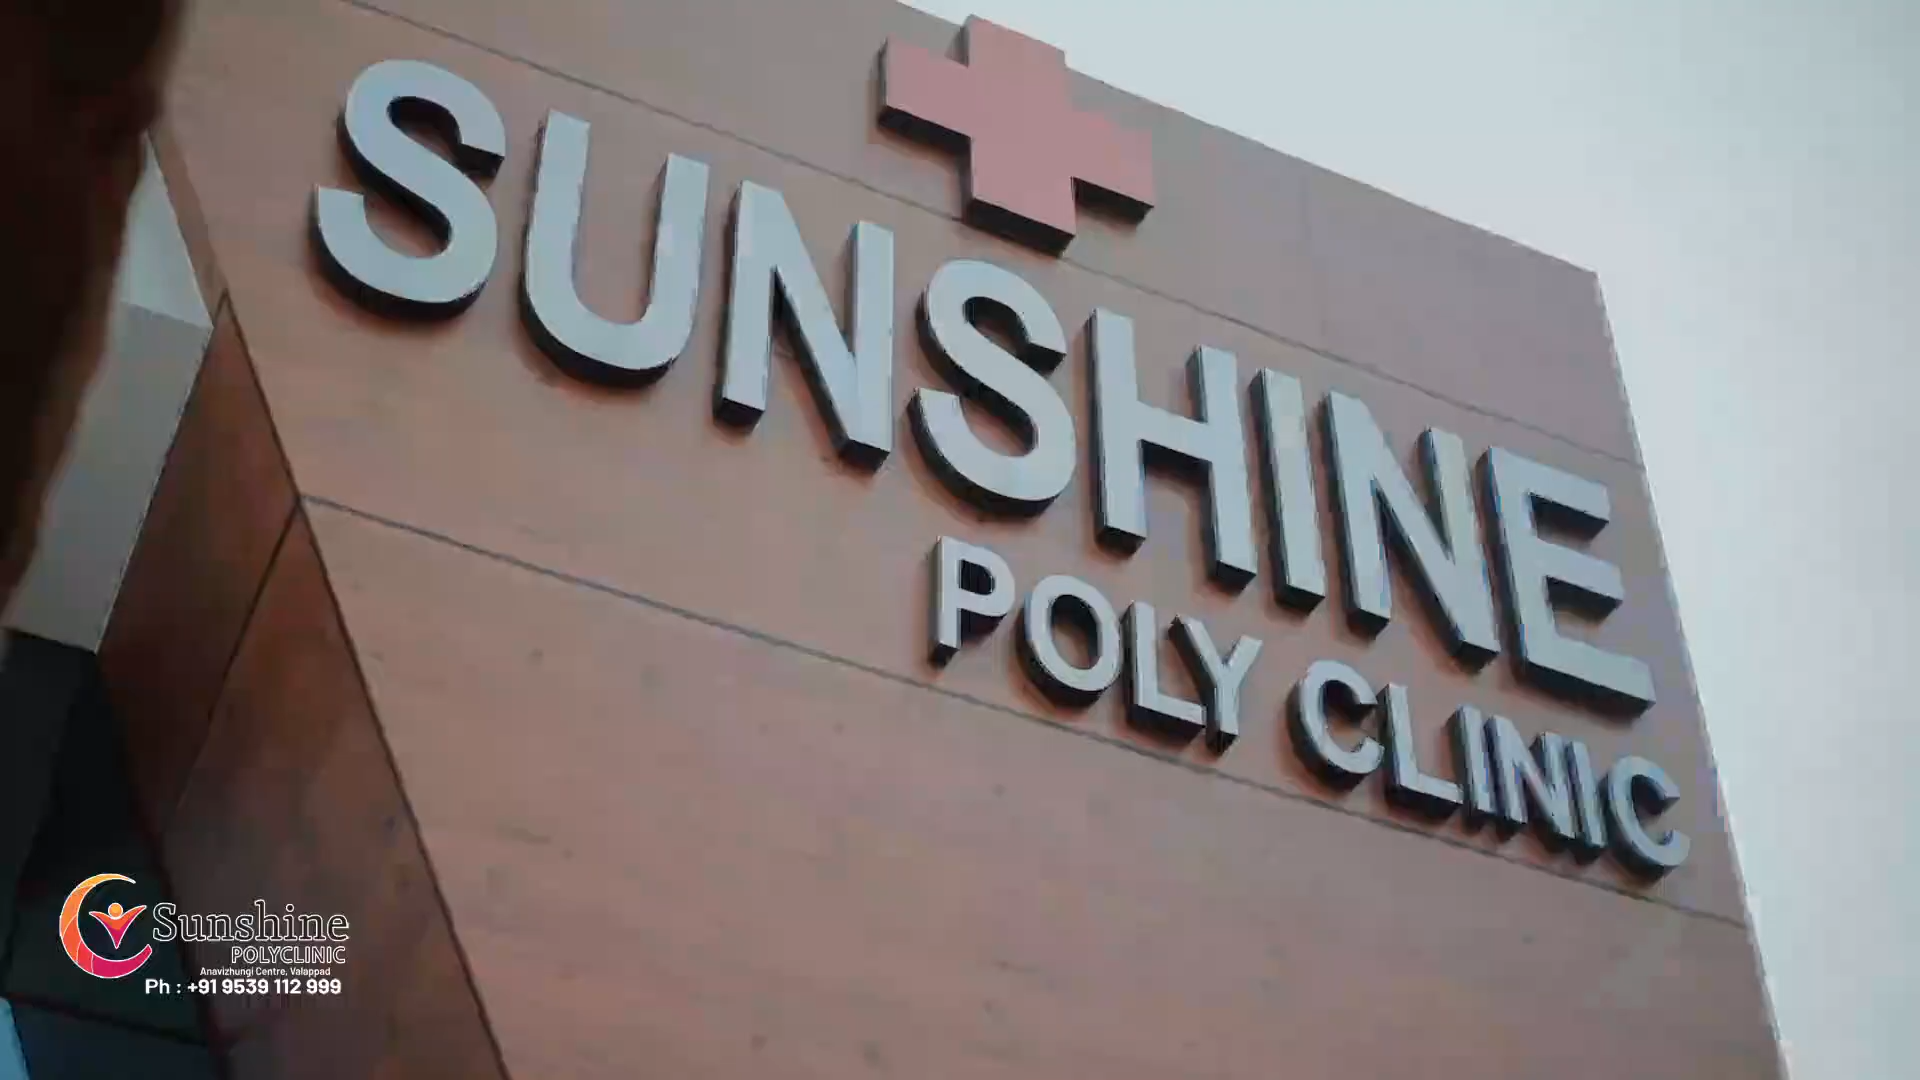 SUNSHINE
POLY CLINIC
Sunshine
POLYCLINIC
Anavizhungi Centre, Valappad
Ph : +91 9539 112 999